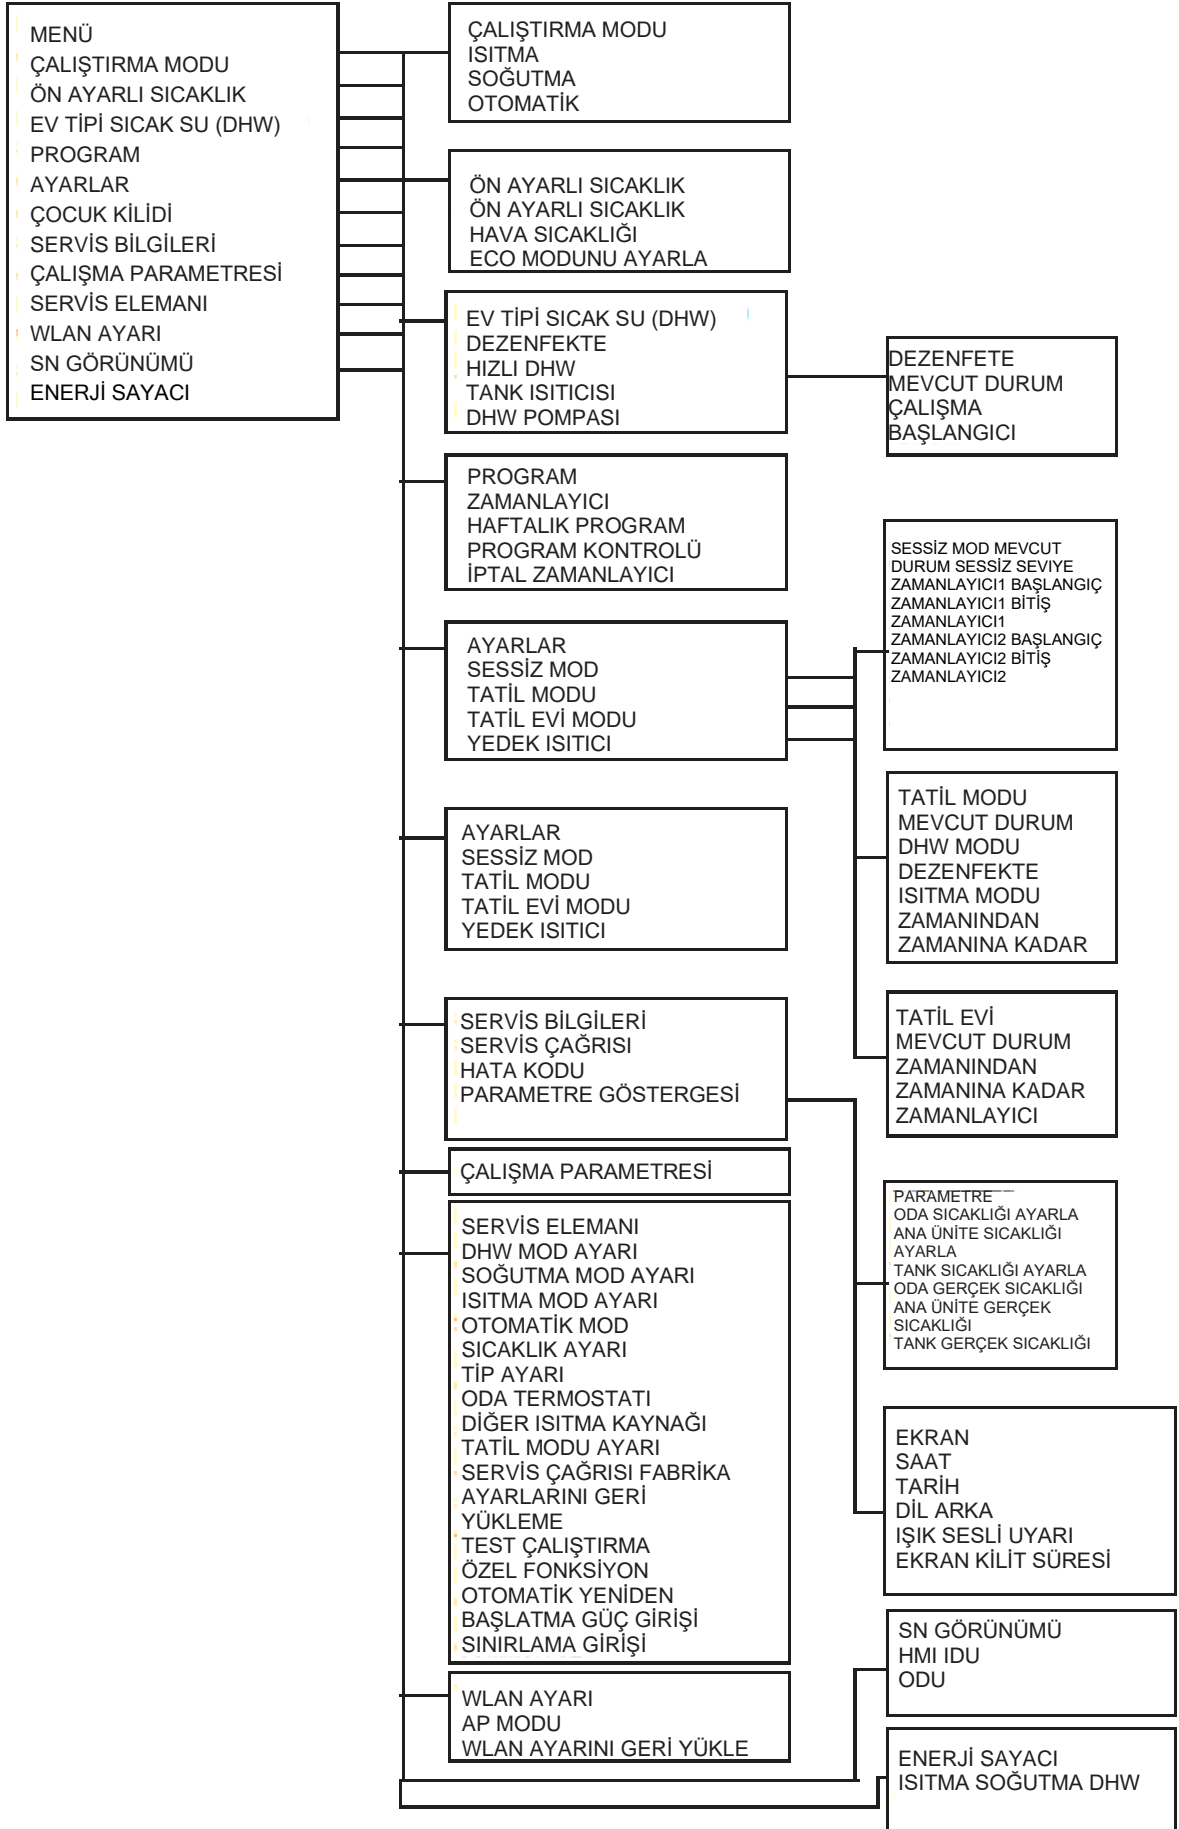 MENÜ
ÇALIŞTIRMA MODU
ÖN AYARLI SICAKLIK
EV TİPİ SICAK SU (DHW)
PROGRAM
AYARLAR
ÇOCUK KİLİDİ
SERVİS BİLGİLERİ
ÇALIŞMA PARAMETRESİ
SERVİS ELEMANI
WLAN AYARI
SN GÖRÜNÜMÜ
ENERJİ SAYACI
ÇALIŞTIRMA MODU
ISITMA
SOĞUTMA
OTOMATİK
ÖN AYARLI SICAKLIK
ÖN AYARLI SICAKLIK
HAVA SICAKLIĞI
ECO MODUNU AYARLA
EV TİPİ SICAK SU (DHW)
DEZENFEKTE
HIZLI DHW
TANK ISITICISI
DHW POMPASI
DEZENFETE
MEVCUT DURUM
ÇALIŞMA
BAŞLANGICI
PROGRAM
ZAMANLAYICI
HAFTALIK PROGRAM
PROGRAM KONTROLÜ
İPTAL ZAMANLAYICI
AYARLAR
SESSİZ MOD
TATİL MODU
TATİL EVİ MODU
YEDEK ISITICI
SESSİZ MOD MEVCUT
DURUM SESSİZ SEVIYE
ZAMANLAYICI1 BAŞLANGIÇ
ZAMANLAYICI1 BİTİŞ
ZAMANLAYICI1
ZAMANLAYICI2 BAŞLANGIÇ
ZAMANLAYICI2 BİTİŞ
ZAMANLAYICI2
TATİL MODU
MEVCUT DURUM
DHW MODU
DEZENFEKTE
ISITMA MODU
ZAMANINDAN
ZAMANINA KADAR
TATİL EVİ
MEVCUT DURUM
ZAMANINDAN
ZAMANINA KADAR
ZAMANLAYICI
AYARLAR
SESSİZ MOD
TATİL MODU
TATİL EVİ MODU
YEDEK ISITICI
SERVİS BİLGİLERİ
SERVİS ÇAĞRISI
HATA KODU
PARAMETRE GÖSTERGESİ
PARAMETRE
ODA SICAKLIĞI AYARLA
ANA ÜNİTE SICAKLIĞI
AYARLA
TANK SICAKLIĞI AYARLA
ODA GERÇEK SICAKLIĞI
ANA ÜNİTE GERÇEK
SICAKLIĞI
TANK GERÇEK SICAKLIĞI
EKRAN
SAAT
TARİH
DİL ARKA
IŞIK SESLİ UYARI
EKRAN KİLİT SÜRESİ
ÇALIŞMA PARAMETRESİ
SERVİS ELEMANI
DHW MOD AYARI
SOĞUTMA MOD AYARI
ISITMA MOD AYARI
OTOMATİK MOD
SICAKLIK AYARI
TİP AYARI
ODA TERMOSTATI
DİĞER ISITMA KAYNAĞI
TATİL MODU AYARI
SERVİS ÇAĞRISI FABRİKA
AYARLARINI GERİ
YÜKLEME
TEST ÇALIŞTIRMA
ÖZEL FONKSİYON
OTOMATİK YENİDEN
BAŞLATMA GÜÇ GİRİŞİ
SINIRLAMA GİRİŞİ
WLAN AYARI
AP MODU
WLAN AYARINI GERİ YÜKLE
SN GÖRÜNÜMÜ
HMI IDU
ODU
ENERJİ SAYACI
ISITMA SOĞUTMA DHW